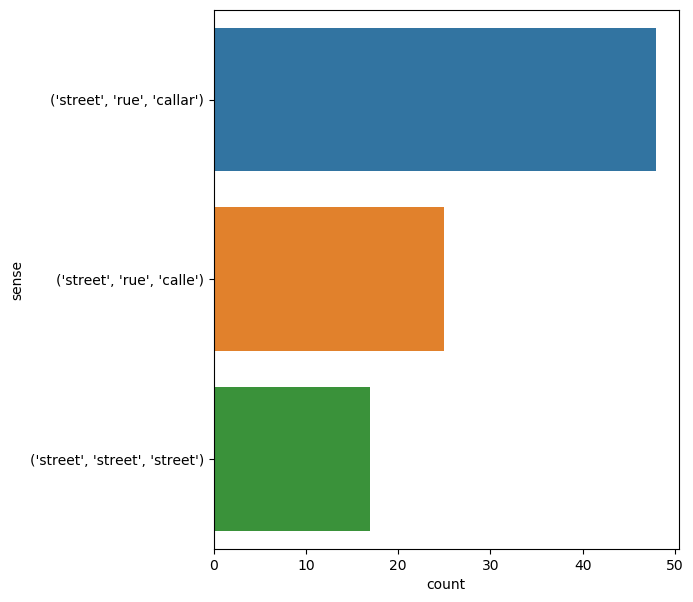 ('street', 'rue', 'callar')
('street', 'rue', 'calle')
('street', 'street', 'street')
sense
0 10 20 30 40 50
count